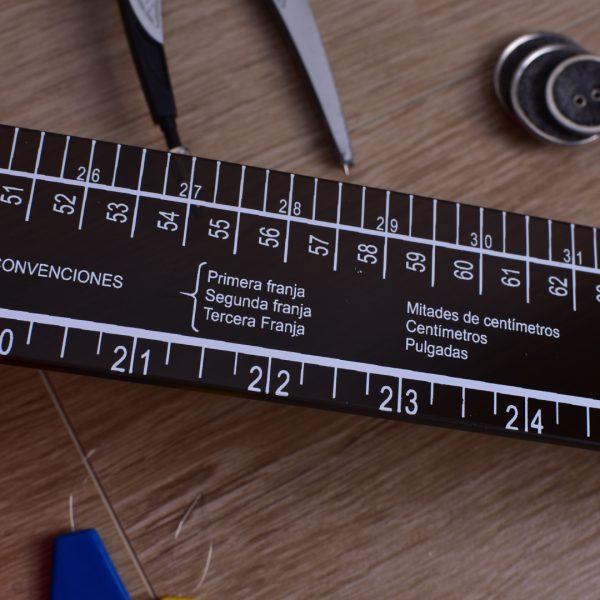 26 27 28 29 30 31
51 52 53 54 55 56 57 58 59 60 61 62
CONVENCIONES
Primera franja
Segunda franja
Tercera Franja
Mitades de centímetros
Centímetros
Pulgadas
0 21 22 23 24